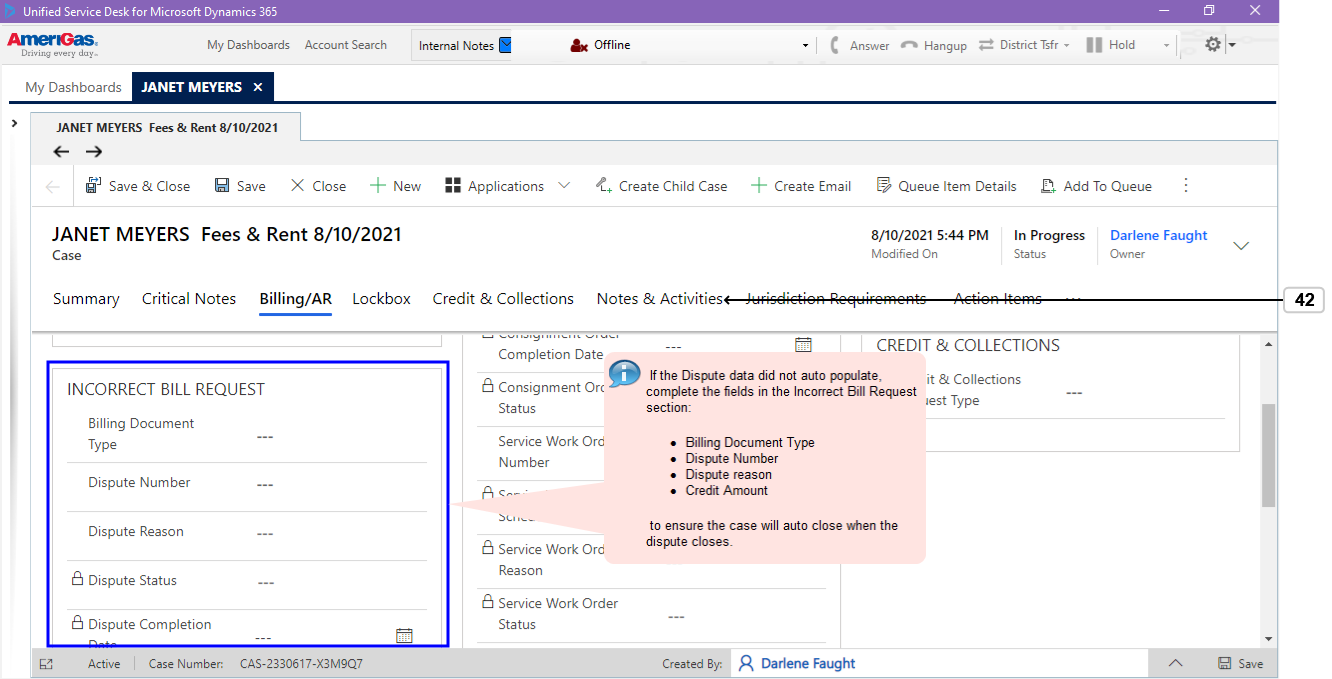 Unified Service Desk for Microsoft Dynamics 365
AmeriGas.
Driving every day..
My Dashboards Account Search Internal Notes Offline Answer Hangup District Tsfr Hold
My Dashboards JANET MEYERS
JANET MEYERS Fees & Rent 8/10/2021
Save & Close Save Close New Applications Create Child Case Create Email Queue Item Details Add To Queue
JANET MEYERS Fees & Rent 8/10/2021
Case
8/10/2021 5:44 PM In Progress Darlene Faught
Modified On Status Owner
Summary Critical Notes Billing/AR Lockbox Credit & Collections Notes & Activities Jurisdiction Requirements Action Items ...
42
INCORRECT BILL REQUEST
Billing Document
Type ---
Dispute Number ---
Dispute Reason ---
Dispute Status ---
Dispute Completion
Date ---
Consignment Order
Completion Date ---
Consignment Orc
Status
Service Work Ord
Number
Service Work Ord
Reason
Service Work Order
Status ---
CREDIT & COLLECTIONS
it & Collections
uest Type ---
If the Dispute data did not auto populate,
complete the fields in the Incorrect Bill Request
section:
• Billing Document Type
• Dispute Number
• Dispute reason
• Credit Amount
to ensure the case will auto close when the
dispute closes.
Active Case Number: CAS-2330617-X3M9Q7 Created By: Darlene Faught Save